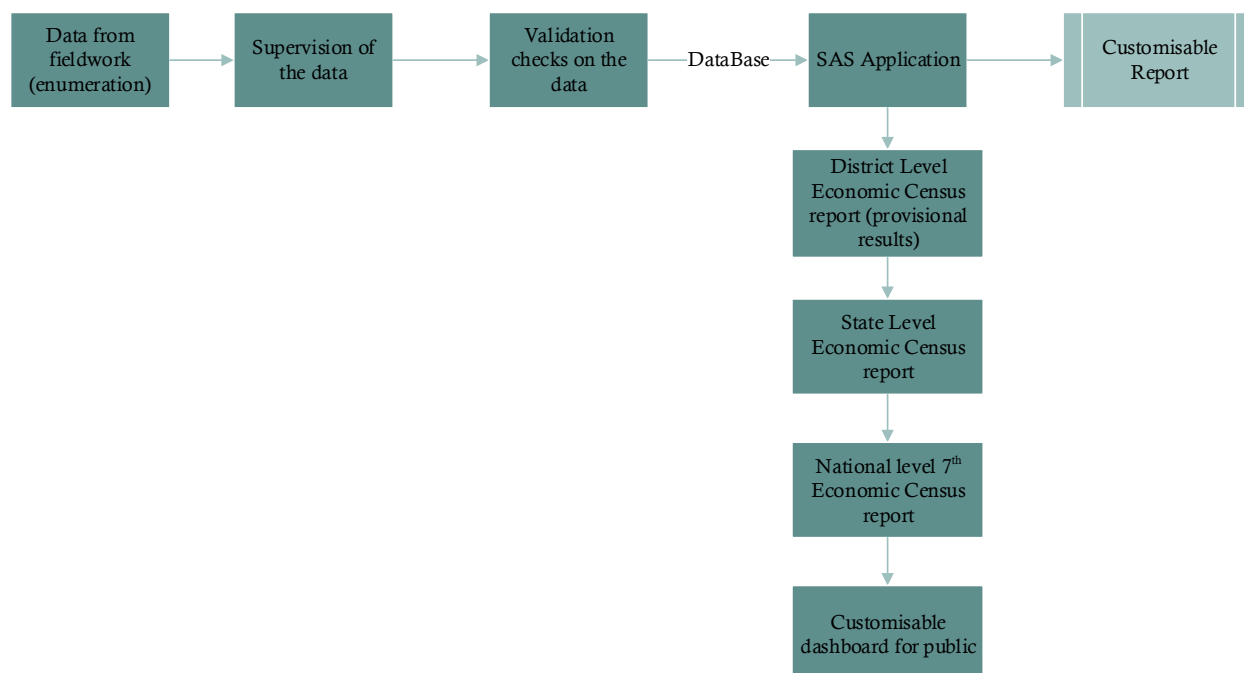 Data from
fieldwork
(enumeration)
Supervision of
the data
Validation
checks on the
data
DataBase
SAS Application
Customisable
Report
District Level
Economic Census
report (provisional
results)
State Level
Economic Census
report
National level 7th
Economic Census
report
Customisable
dashboard for public